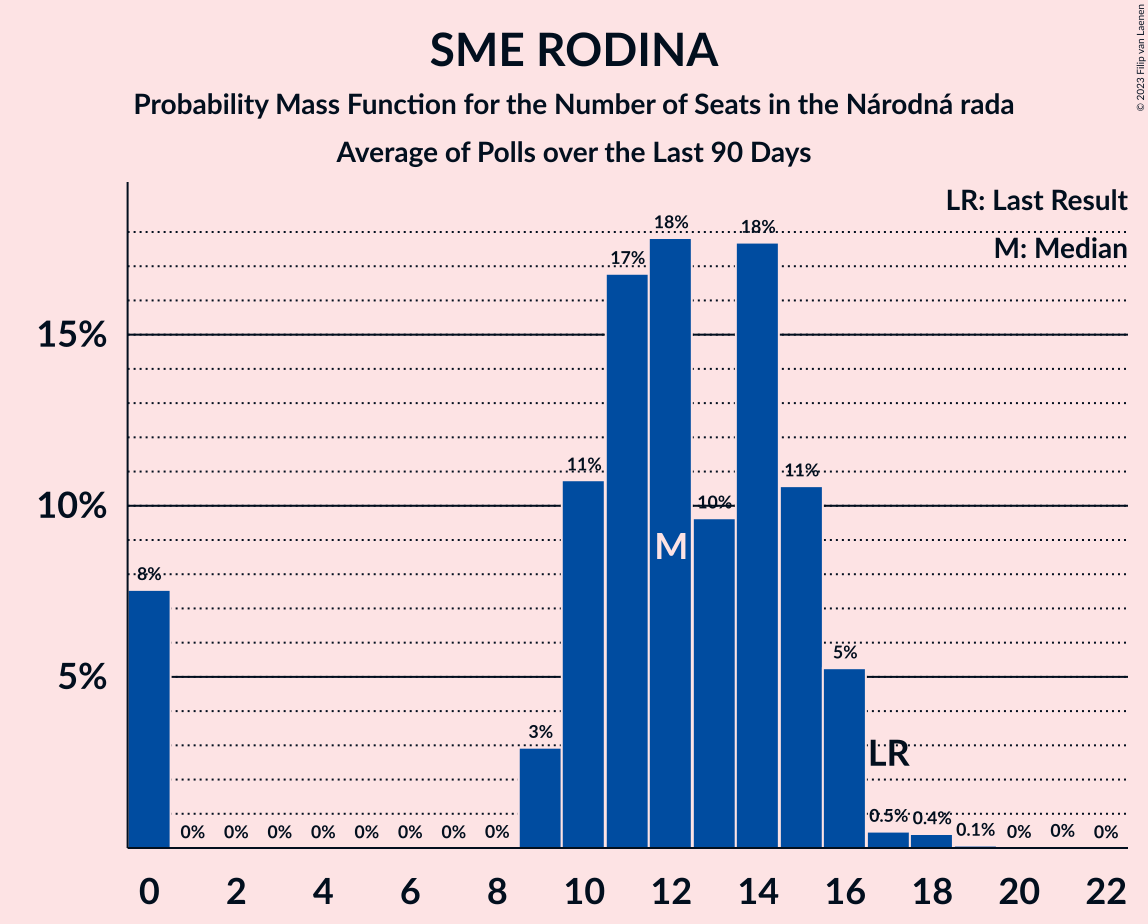 SME RODINA
Probability Mass Function for the Number of Seats in the Národná rada
Average of Polls over the Last 90 Days
© 2023 Filip van Laenen
LR: Last Result
M: Median
15%
10%
5%
8%
0%
0%
0%
0%
0%
0%
0%
0%
3%
11%
17%
18%
10%
18%
11%
5%
0.5%
0.4%
0.1%
0%
0%
0%
M
LR
0 2 4 6 8 10 12 14 16 18 20 22